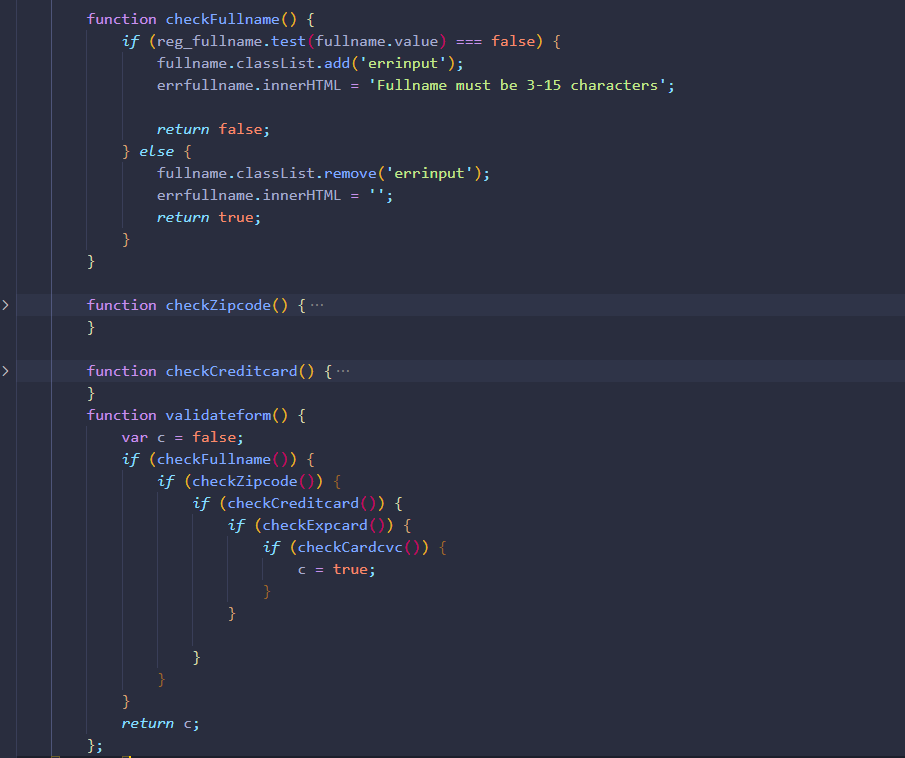 function checkFullname() {
if (reg_fullname.test(fullname.value) === false) {
fullname.classList.add('errinput');
errfullname.innerHTML = 'Fullname must be 3-15 characters';
return false;
} else {
fullname.classList.remove('errinput');
errfullname.innerHTML = '';
return true;
}
}
function checkZipcode() { ···
}
function checkCreditcard() { ···
}
function validateform() {
var c = false;
if (checkFullname()) {
if (checkZipcode()) {
if (checkCreditcard()) {
if (checkExpcard()) {
if (checkCardcvc()) {
c = true;
}
}
}
}
}
return c;
};